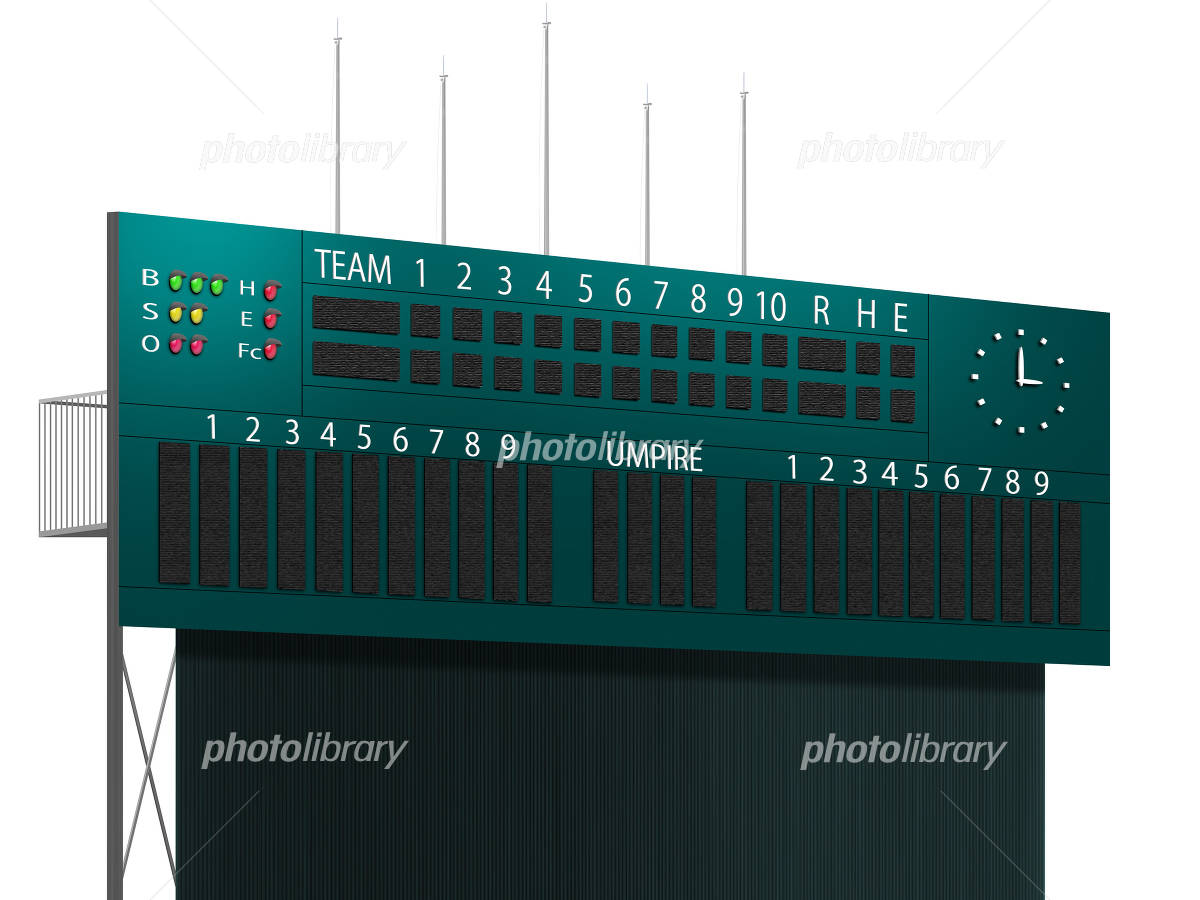 photolibrary photolibrary
TEAM 1 2 3 4 5 6 7 8 9 10 R H E
B H
S E
O Fc
1 2 3 4 5 6 7 8 9 UMPIRE 1 2 3 4 5 6 7 8 9
photolibrary
photolibrary photolibrary